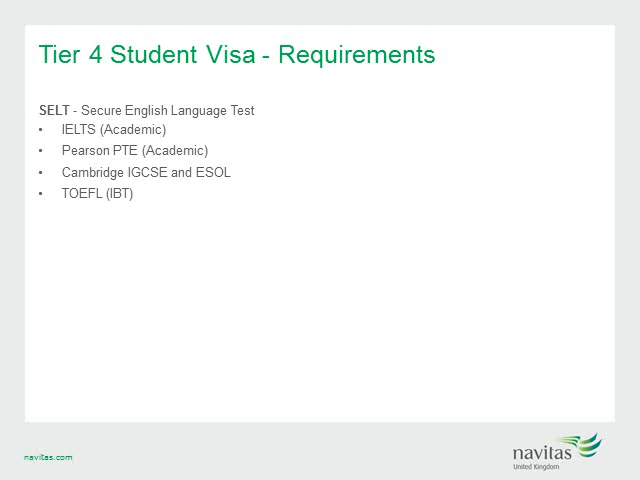 Tier 4 Student Visa - Requirements
SELT - Secure English Language Test
• IELTS (Academic)
• Pearson PTE (Academic)
• Cambridge IGCSE and ESOL
• TOEFL (IBT)
navitas.com
navitas
United Kingdom